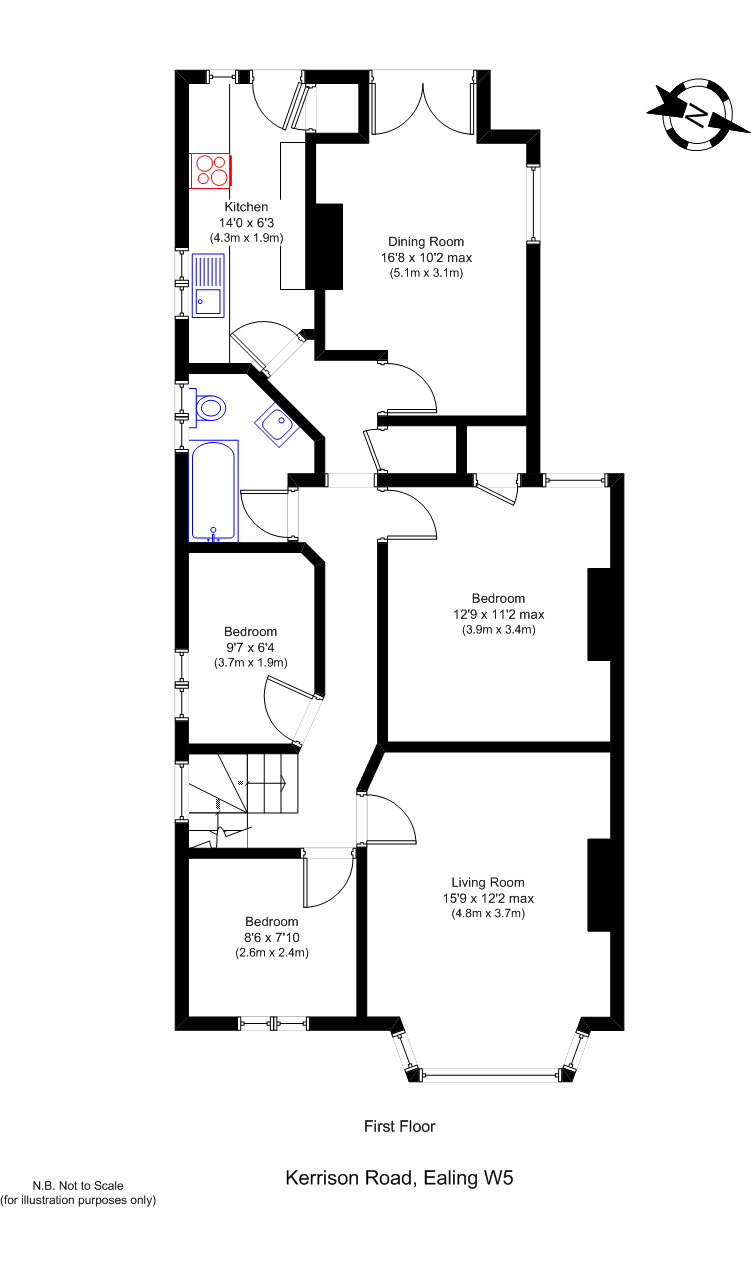 N
Kitchen
14'0 x 6'3
(4.3m x 1.9m)
Dining Room
16'8 x 10'2 max
(5.1m x 3.1m)
Bedroom
12'9 x 11'2 max
(3.9m x 3.4m)
Bedroom
9'7 x 6'4
(3.7m x 1.9m)
Living Room
15'9 x 12'2 max
(4.8m x 3.7m)
Bedroom
8'6 x 7'10
(2.6m x 2.4m)
First Floor
Kerrison Road, Ealing W5
N.B. Not to Scale
(for illustration purposes only)